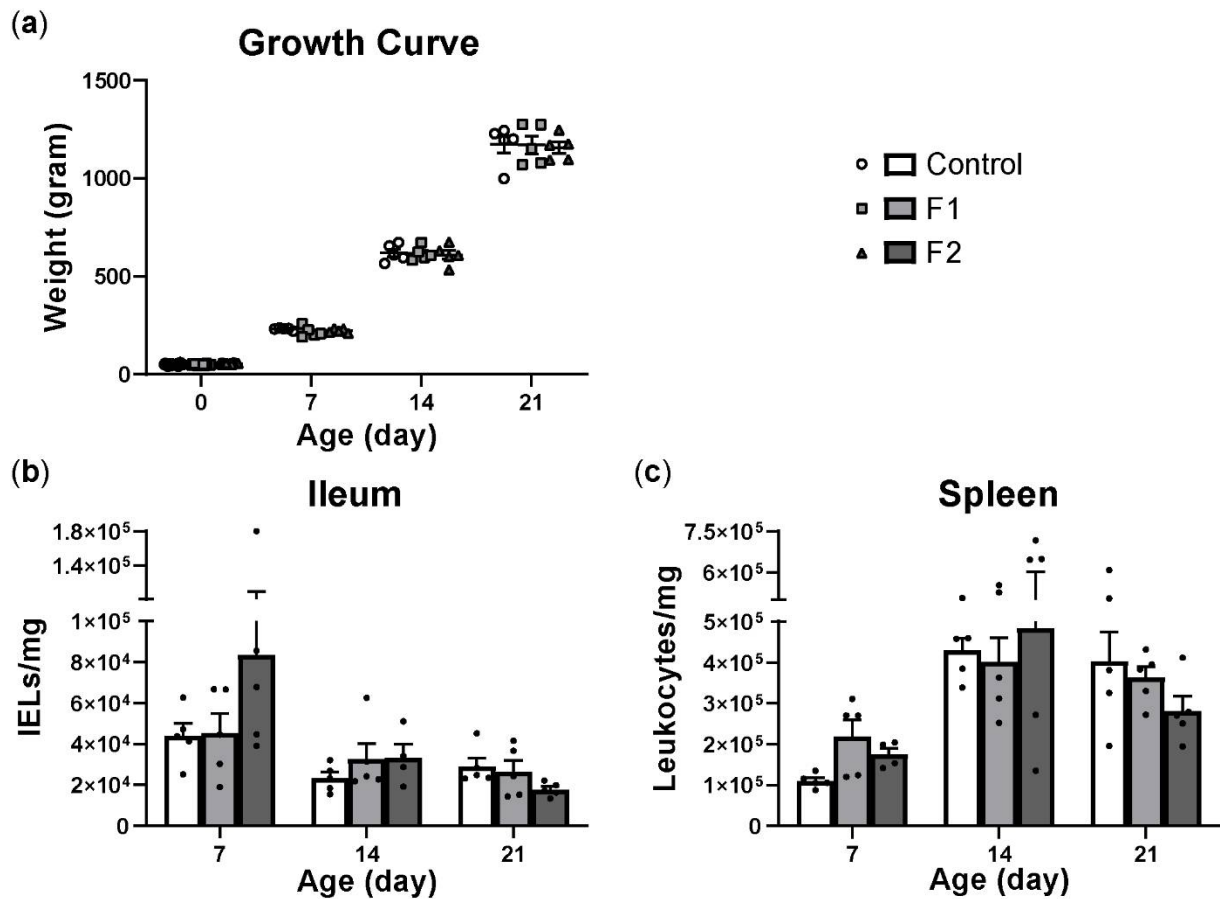 (a)
Growth Curve
Weight (gram)
1500
1000
500
0
0 7 14 21
Age (day)
Control
F1
F2
(b)
Ileum
IELs/mg
1.8×10⁵
1.4×10⁵
1×10⁵
8×10⁴
6×10⁴
4×10⁴
2×10⁴
0
7 14 21
Age (day)
(c)
Spleen
Leukocytes/mg
7.5×10⁵
6×10⁵
5×10⁵
4×10⁵
3×10⁵
2×10⁵
1×10⁵
0
7 14 21
Age (day)